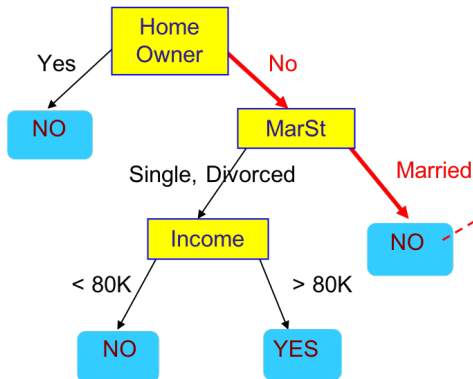 Home
Owner
Yes
No
NO
MarSt
Single, Divorced
Married
Income
NO
< 80K
> 80K
NO
YES